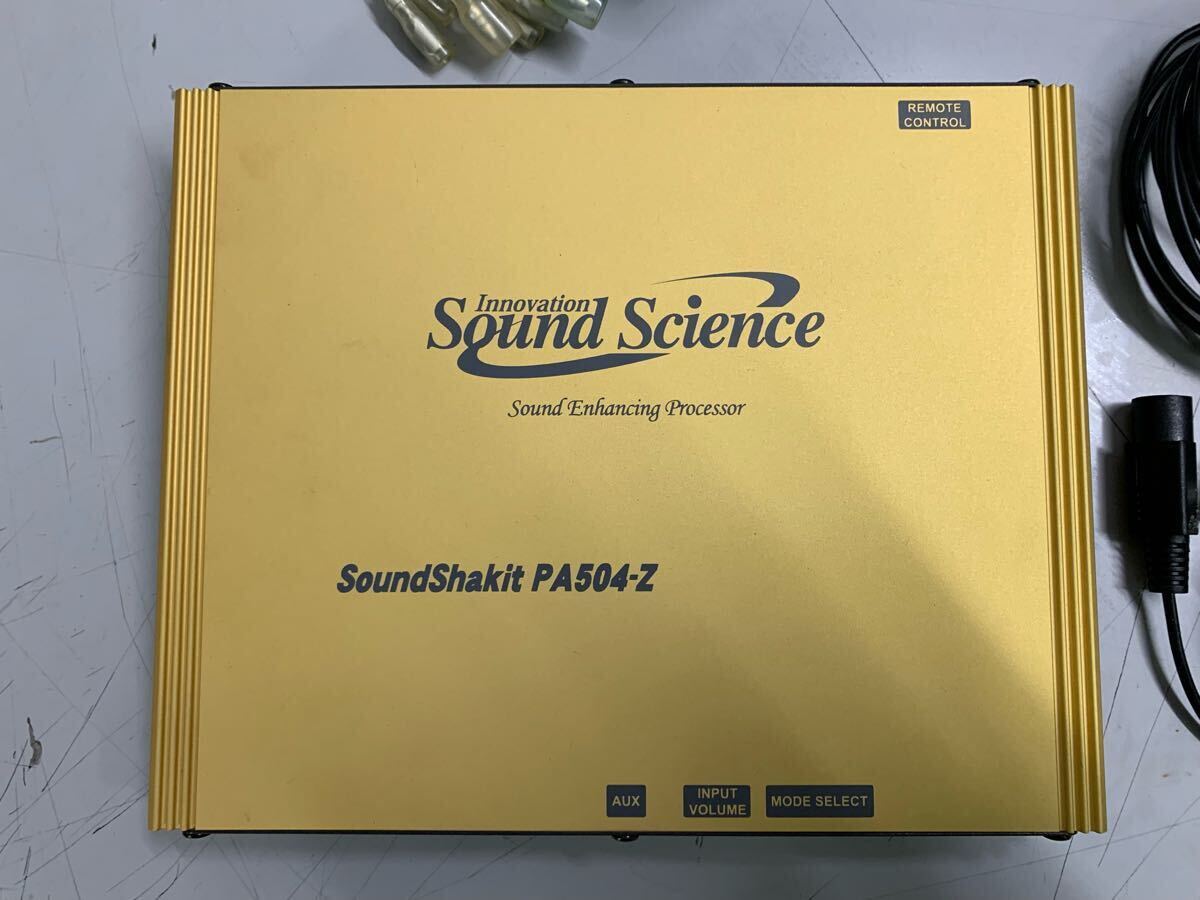 REMOTE
CONTROL
Innovation
Sound Science
Sound Enhancing Processor
SoundShakit PA504-Z
AUX
INPUT
VOLUME
MODE SELECT